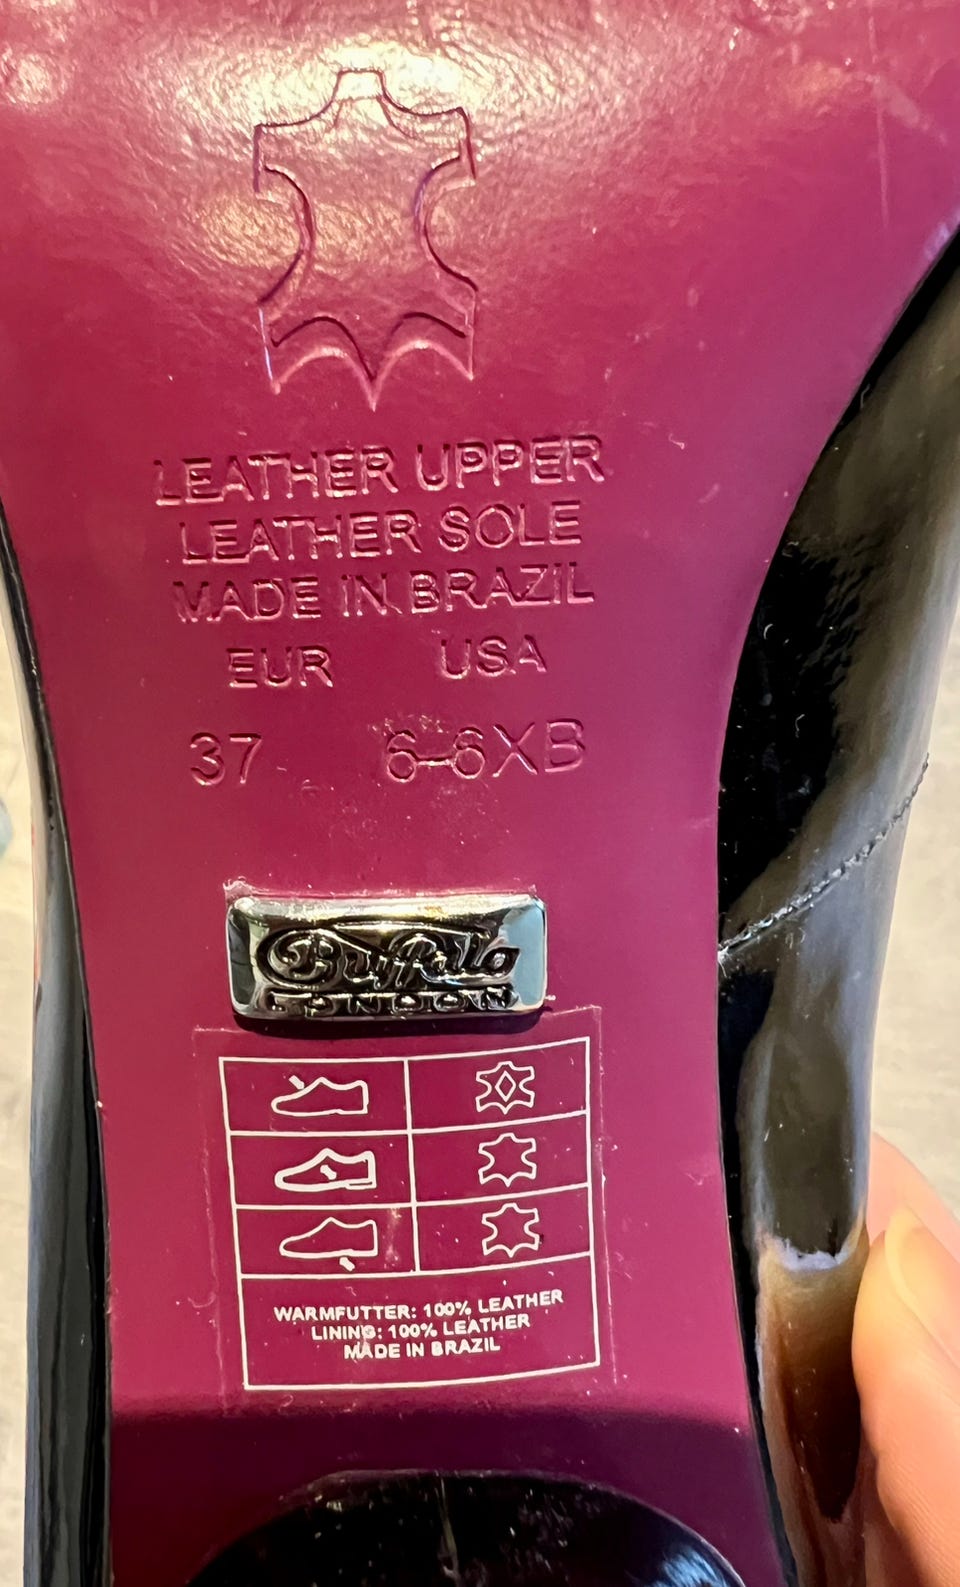 LEATHER UPPER
LEATHER SOLE
MADE IN BRAZIL
EUR USA
37 6-6XB
Buffalo
LONDON
WARMFUTTER: 100% LEATHER
LINING: 100% LEATHER
MADE IN BRAZIL